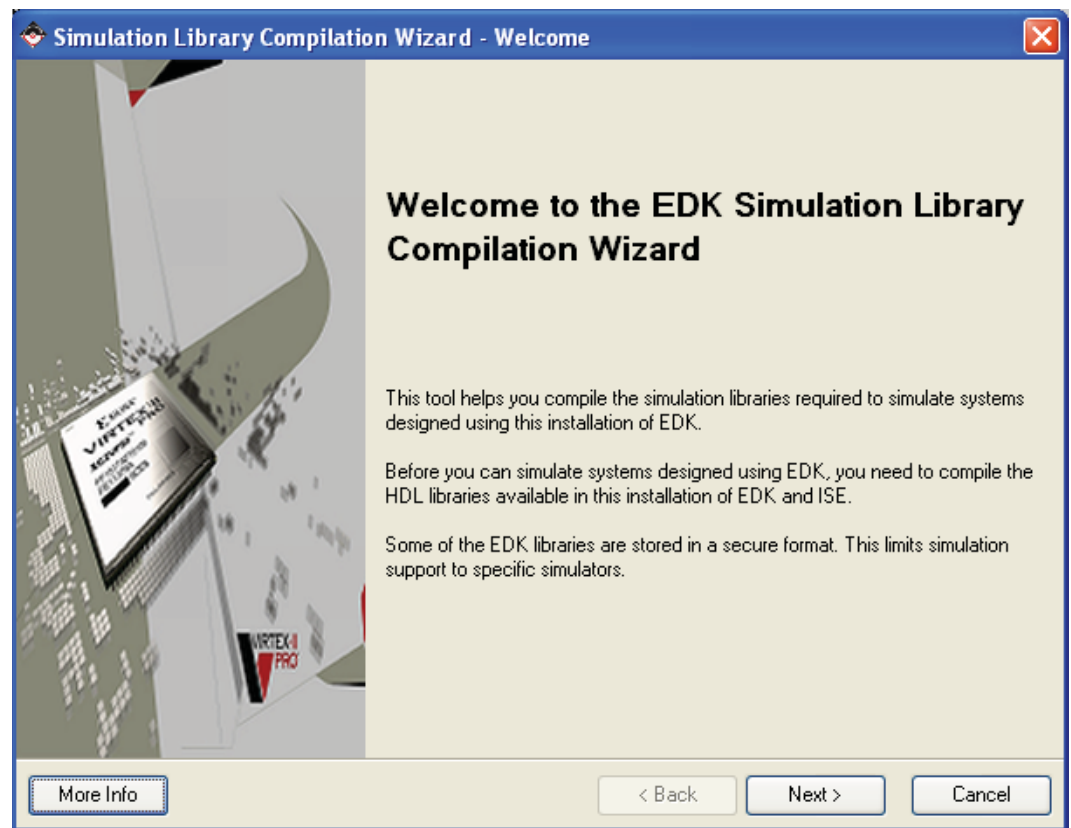 Simulation Library Compilation Wizard - Welcome
Welcome to the EDK Simulation Library
Compilation Wizard
This tool helps you compile the simulation libraries required to simulate systems
designed using this installation of EDK.
Before you can simulate systems designed using EDK, you need to compile the
HDL libraries available in this installation of EDK and ISE.
Some of the EDK libraries are stored in a secure format. This limits simulation
support to specific simulators.
VIRTEX
VIRTEX-II
PRO
More Info
< Back
Next >
Cancel